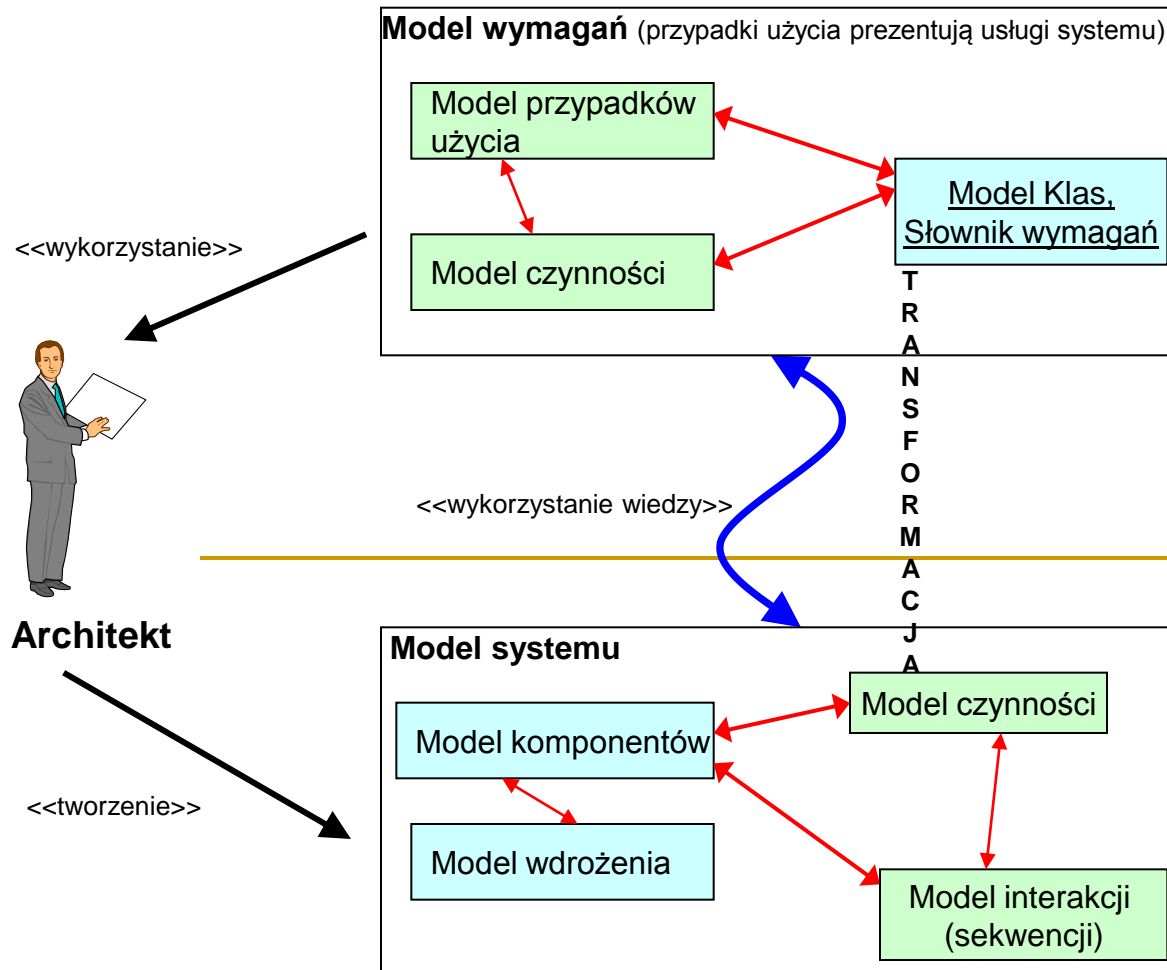 Model wymagań (przypadki użycia prezentują usługi systemu)
Model przypadków
użycia
Model Klas,
Słownik wymagań
<<wykorzystanie>>
Model czynności
T
R
A
N
S
F
O
R
M
A
C
J
A
<<wykorzystanie wiedzy>>
Architekt
Model systemu
Model czynności
Model komponentów
<<tworzenie>>
Model wdrożenia
Model interakcji
(sekwencji)